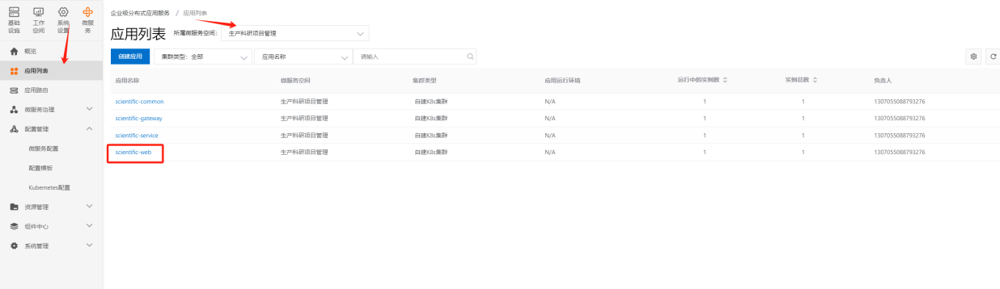 基础设施 工作空间 系统设置 微服务
概览
应用列表
应用路由
微服务治理
配置管理
微服务配置
配置模板
Kubernetes配置
资源管理
组件中心
系统管理
企业级分布式应用服务 / 应用列表
应用列表 所属微服务空间: 生产科研项目管理
创建应用 集群类型: 全部 应用名称 请输入
应用名称 微服务空间 集群类型 应用运行环境 运行中的实例数 实例总数 负责人
scientific-common 生产科研项目管理 自建K8s集群 N/A 1 1 1307055088793276
scientific-gateway 生产科研项目管理 自建K8s集群 N/A 1 1 1307055088793276
scientific-service 生产科研项目管理 自建K8s集群 N/A 1 1 1307055088793276
scientific-web 生产科研项目管理 自建K8s集群 N/A 1 1 1307055088793276